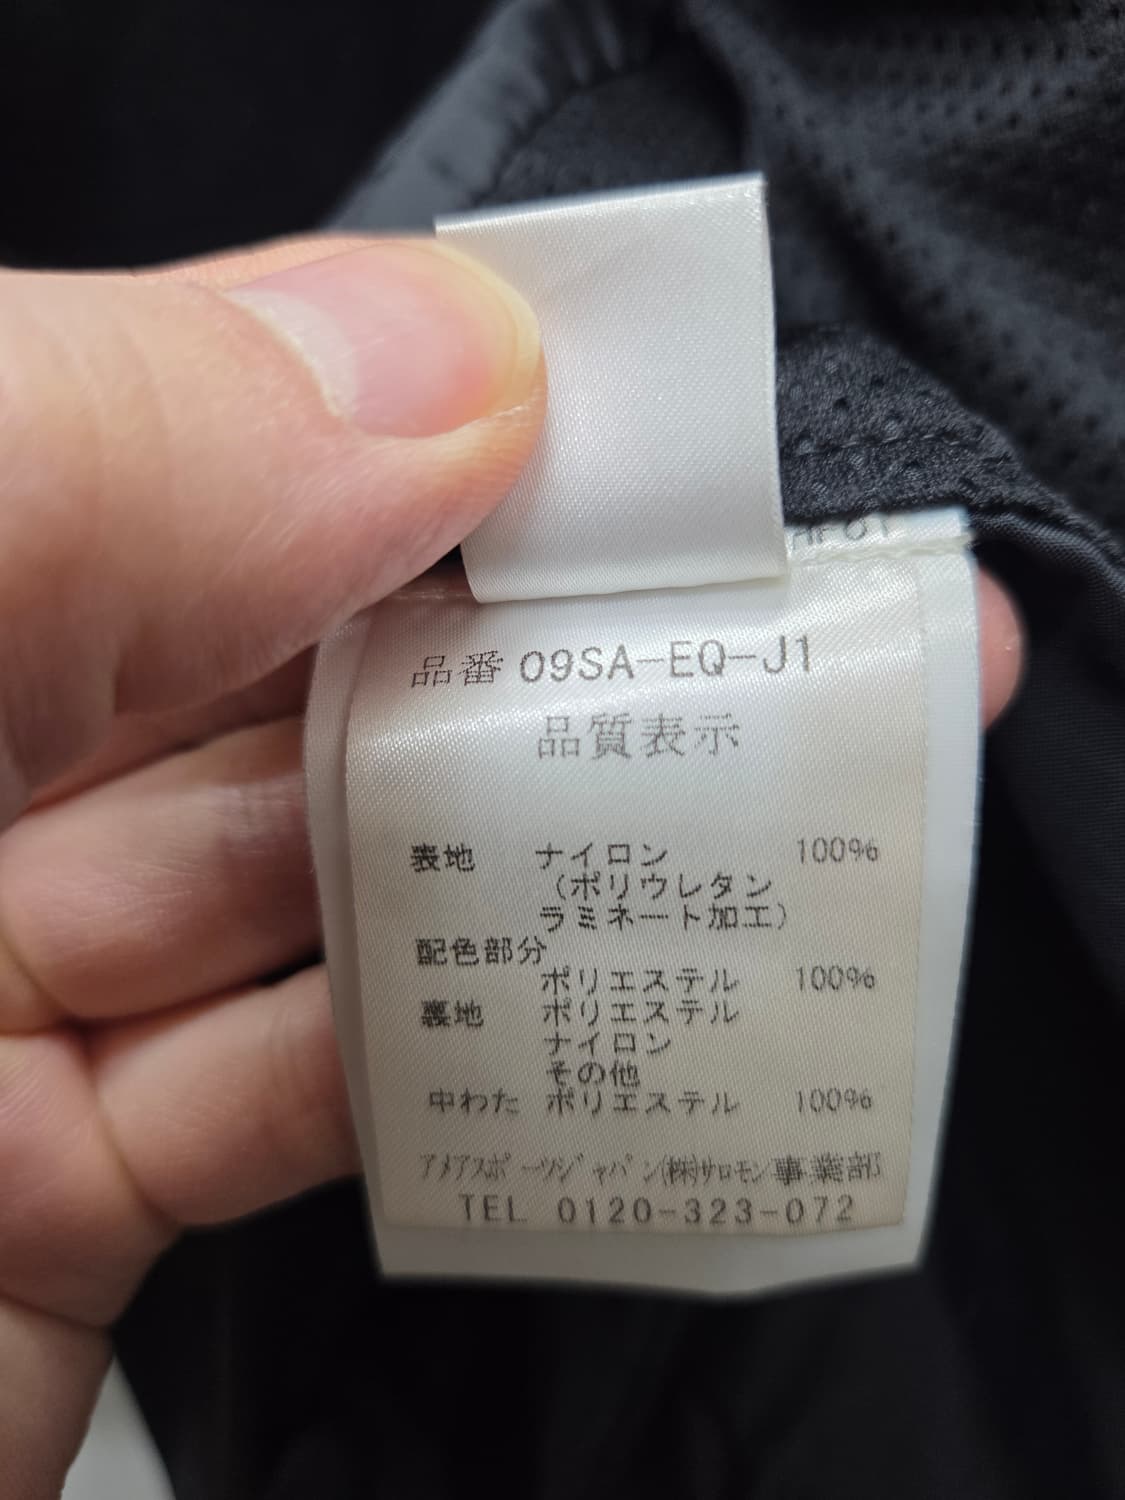 品番 09SA-EQ-J1
品質表示
表地 ナイロン 100%
(ポリウレタン
ラミネート加工)
配色部分
ポリエステル 100%
裏地 ポリエステル
ナイロン
その他
中わた ポリエステル 100%
アメアスポーツジャパン(株)サロモン事業部
TEL 0120-323-072